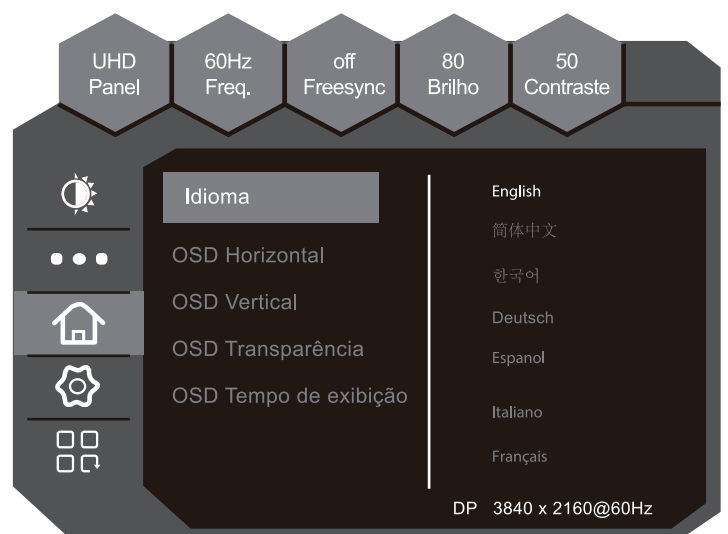 UHD
Panel
60Hz
Freq.
off
Freesync
80
Brilho
50
Contraste
Idioma
OSD Horizontal
OSD Vertical
OSD Transparência
OSD Tempo de exibição
English
简体中文
한국어
Deutsch
Espanol
Italiano
Français
DP 3840 x 2160@60Hz